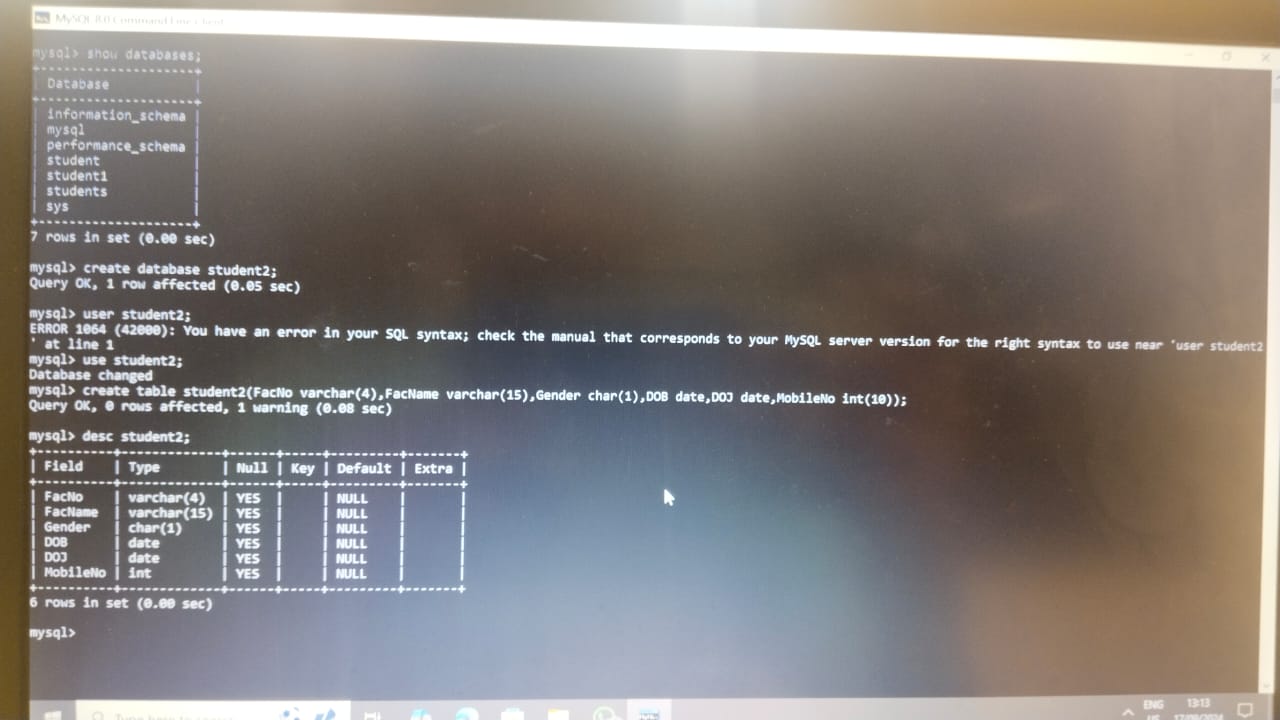 MySQL 8.0 Command Line Client
mysql> show databases;
+--------------------+
| Database           |
+--------------------+
| information_schema |
| mysql              |
| performance_schema |
| student            |
| student1           |
| students           |
| sys                |
+--------------------+
7 rows in set (0.00 sec)
mysql> create database student2;
Query OK, 1 row affected (0.05 sec)
mysql> user student2;
ERROR 1064 (42000): You have an error in your SQL syntax; check the manual that corresponds to your MySQL server version for the right syntax to use near 'user student2
' at line 1
mysql> use student2;
Database changed
mysql> create table student2(FacNo varchar(4),FacName varchar(15),Gender char(1),DOB date,DOJ date,MobileNo int(10));
Query OK, 0 rows affected, 1 warning (0.08 sec)
mysql> desc student2;
+----------+-------------+------+-----+---------+-------+
| Field    | Type        | Null | Key | Default | Extra |
+----------+-------------+------+-----+---------+-------+
| FacNo    | varchar(4)  | YES  |     | NULL    |       |
| FacName  | varchar(15) | YES  |     | NULL    |       |
| Gender   | char(1)     | YES  |     | NULL    |       |
| DOB      | date        | YES  |     | NULL    |       |
| DOJ      | date        | YES  |     | NULL    |       |
| MobileNo | int         | YES  |     | NULL    |       |
+----------+-------------+------+-----+---------+-------+
6 rows in set (0.00 sec)
mysql>
Type here to search
ENG 13:13